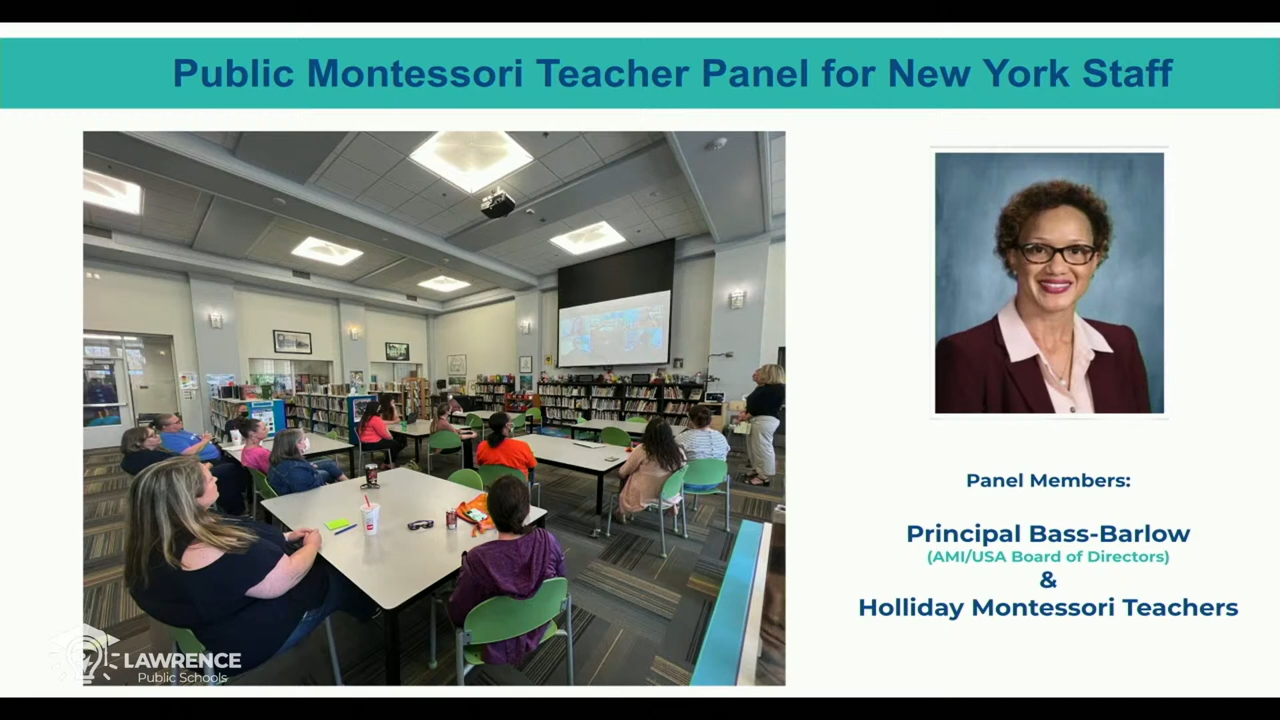 Public Montessori Teacher Panel for New York Staff
Panel Members:
Principal Bass-Barlow
(AMI/USA Board of Directors)
&
Holliday Montessori Teachers
LAWRENCE
Public Schools